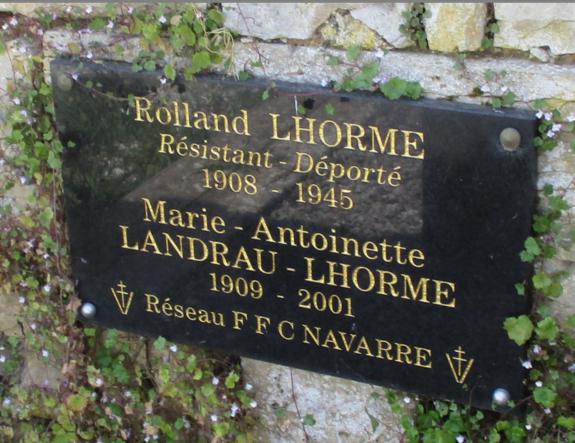 Rolland LHORME
Résistant - Déporté
1908 - 1945
Marie - Antoinette
LANDRAU - LHORME
1909 - 2001
Réseau F F C NAVARRE